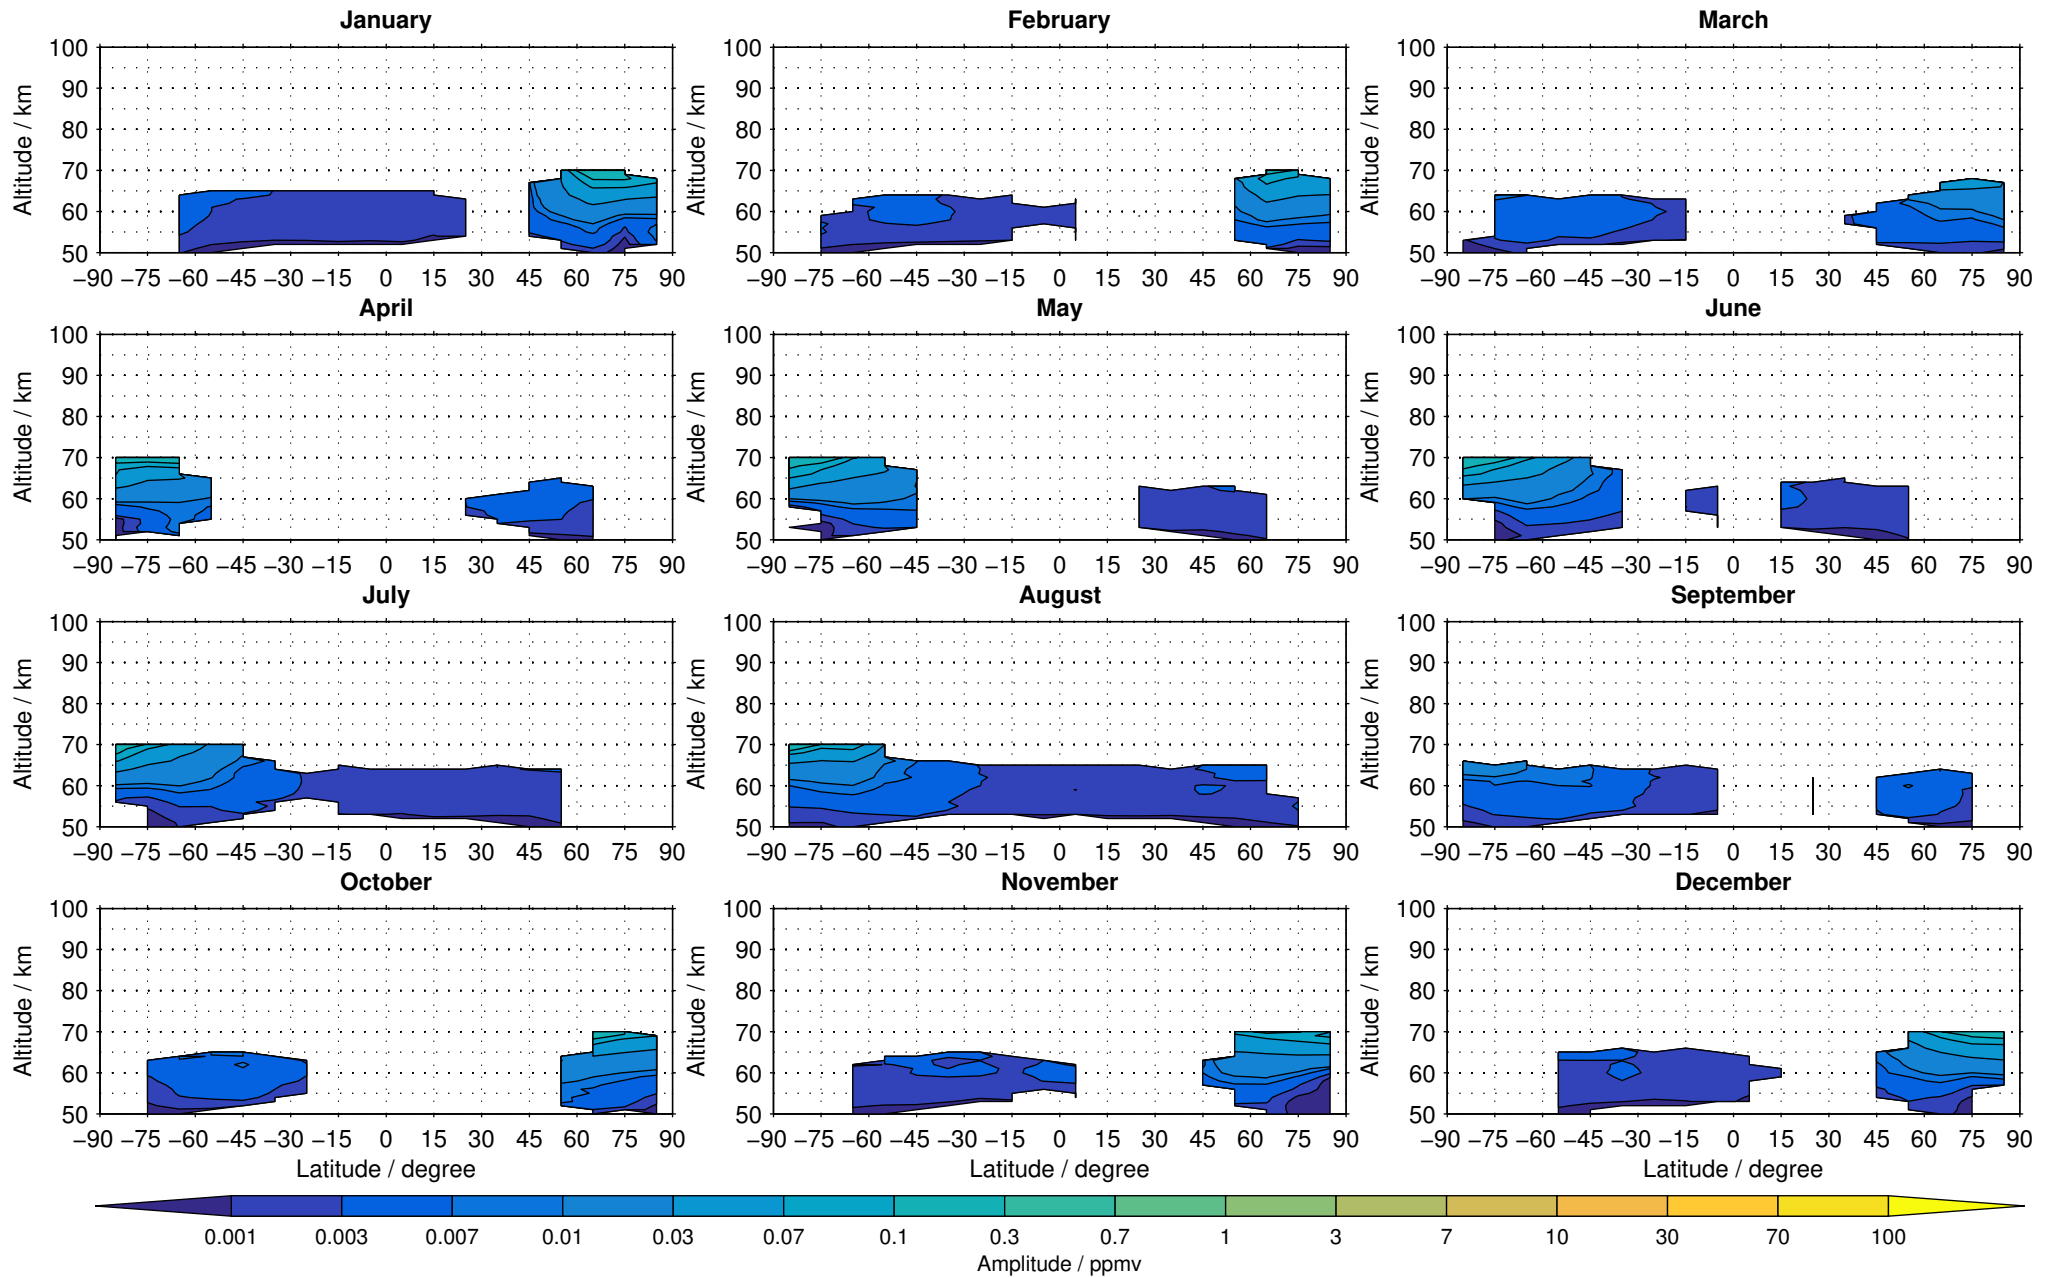 January February March
100 90 80 70 60 50 Altitude / km
100 90 80 70 60 50 Altitude / km
100 90 80 70 60 50 Altitude / km
−90 −75 −60 −45 −30 −15 0 15 30 45 60 75 90
−90 −75 −60 −45 −30 −15 0 15 30 45 60 75 90
−90 −75 −60 −45 −30 −15 0 15 30 45 60 75 90
April May June
100 90 80 70 60 50 Altitude / km
100 90 80 70 60 50 Altitude / km
100 90 80 70 60 50 Altitude / km
−90 −75 −60 −45 −30 −15 0 15 30 45 60 75 90
−90 −75 −60 −45 −30 −15 0 15 30 45 60 75 90
−90 −75 −60 −45 −30 −15 0 15 30 45 60 75 90
July August September
100 90 80 70 60 50 Altitude / km
100 90 80 70 60 50 Altitude / km
100 90 80 70 60 50 Altitude / km
−90 −75 −60 −45 −30 −15 0 15 30 45 60 75 90
−90 −75 −60 −45 −30 −15 0 15 30 45 60 75 90
−90 −75 −60 −45 −30 −15 0 15 30 45 60 75 90
October November December
100 90 80 70 60 50 Altitude / km
100 90 80 70 60 50 Altitude / km
100 90 80 70 60 50 Altitude / km
−90 −75 −60 −45 −30 −15 0 15 30 45 60 75 90
−90 −75 −60 −45 −30 −15 0 15 30 45 60 75 90
−90 −75 −60 −45 −30 −15 0 15 30 45 60 75 90
Latitude / degree Latitude / degree Latitude / degree
0.001 0.003 0.007 0.01 0.03 0.07 0.1 0.3 0.7 1 3 7 10 30 70 100
Amplitude / ppmv